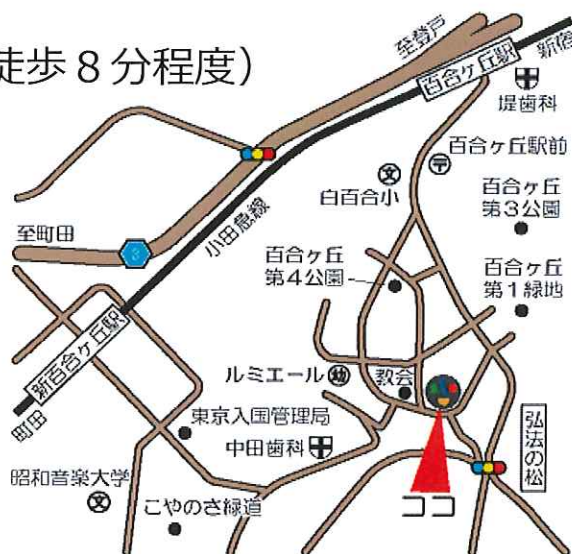 徒歩８分程度）
至登戸
百合ヶ丘駅
新宿
堤歯科
百合ヶ丘駅前
白百合小
文
百合ヶ丘
第３公園
至町田
小田急線
3
百合ヶ丘
第４公園
百合ヶ丘
第１緑地
新百合ヶ丘駅
町田
ルミエール
幼
教会
東京入国管理局
中田歯科
弘法の松
昭和音楽大学
文
こやのさ緑道
ココ